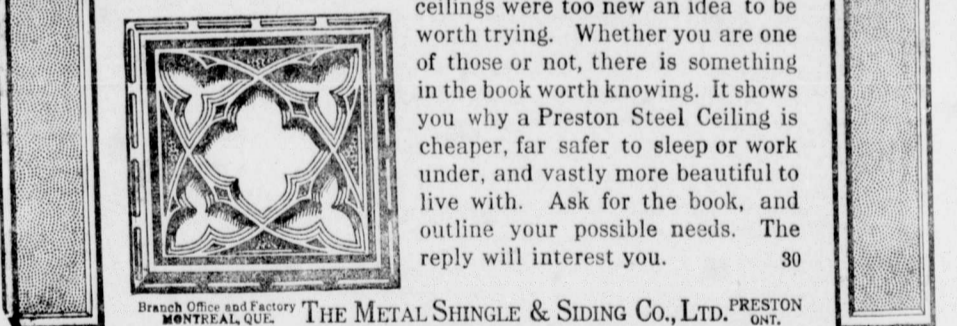 ceilings were too new an idea to be
worth trying. Whether you are one
of those or not, there is something
in the book worth knowing. It shows
you why a Preston Steel Ceiling is
cheaper, far safer to sleep or work
under, and vastly more beautiful to
live with. Ask for the book, and
outline your possible needs. The
reply will interest you. 30
Branch Office and Factory
MONTREAL, QUE.
THE METAL SHINGLE & SIDING CO., LTD.
PRESTON
ONT.